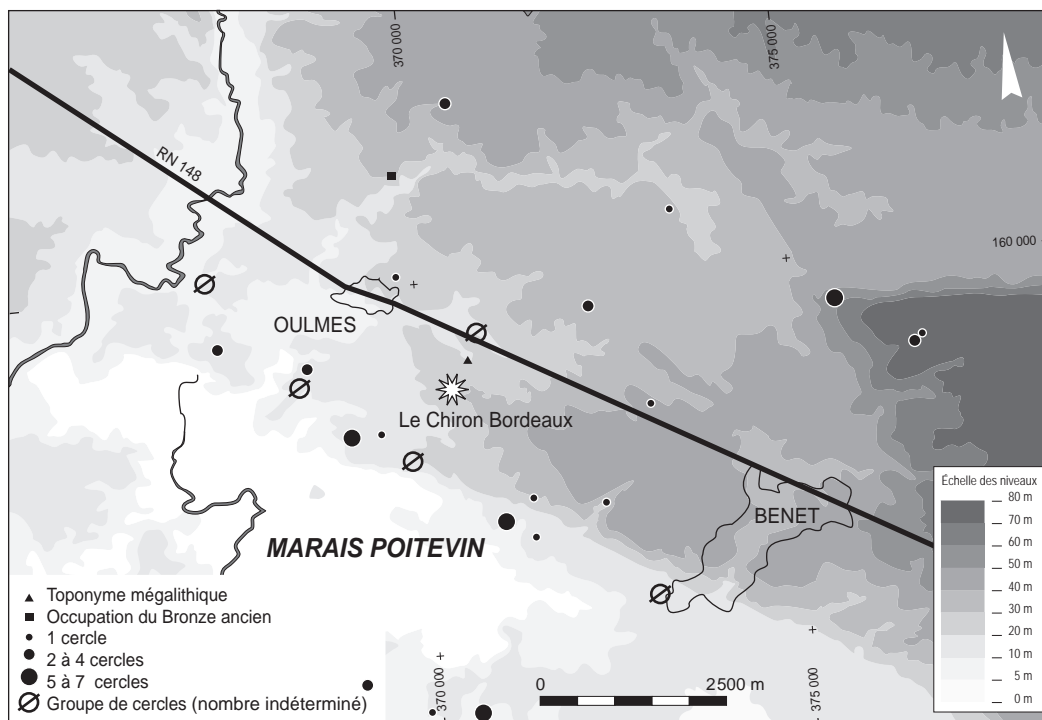 370 000
375 000
RN 148
160 000
OULMES
Le Chiron Bordeaux
BENET
MARAIS POITEVIN
Échelle des niveaux
80 m
70 m
60 m
50 m
40 m
30 m
20 m
10 m
5 m
0 m
Toponyme mégalithique
Occupation du Bronze ancien
1 cercle
2 à 4 cercles
5 à 7 cercles
Groupe de cercles (nombre indéterminé)
370 000
0 2500 m
375 000